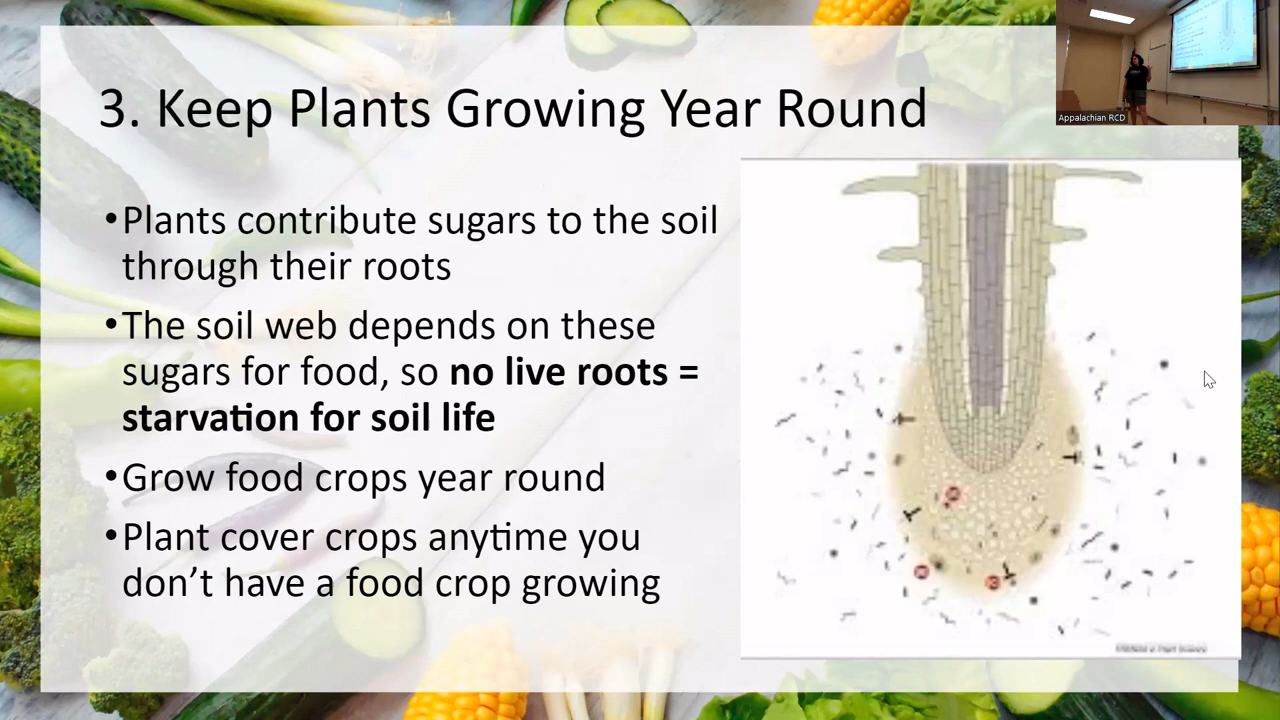 3. Keep Plants Growing Year Round
Appalachian RCD
•Plants contribute sugars to the soil
through their roots
•The soil web depends on these
sugars for food, so no live roots =
starvation for soil life
•Grow food crops year round
•Plant cover crops anytime you
don’t have a food crop growing